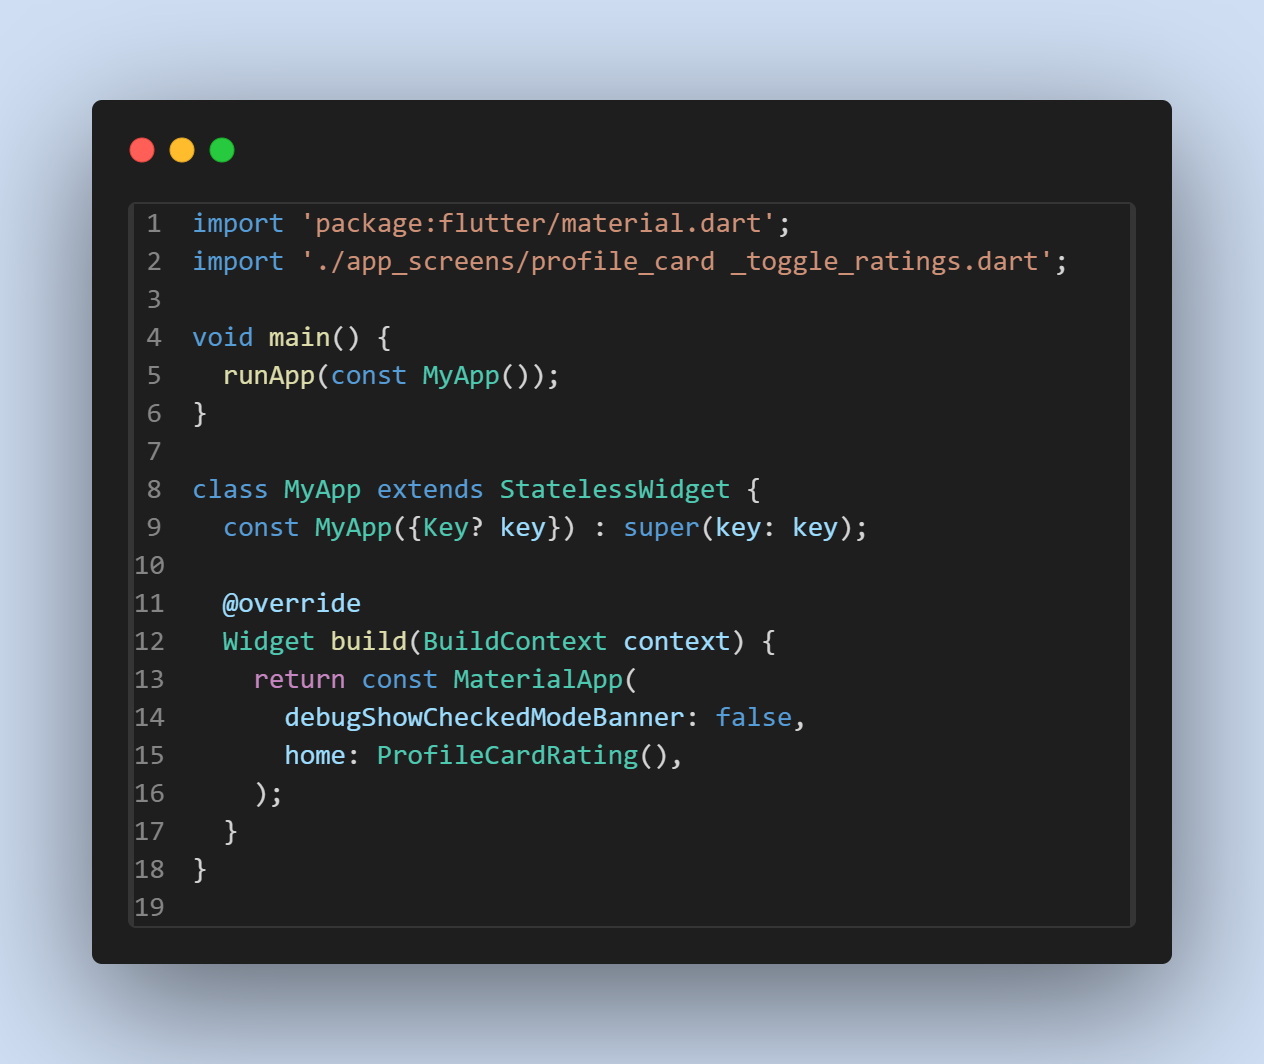 1 import 'package:flutter/material.dart';
2 import './app_screens/profile_card _toggle_ratings.dart';
3
4 void main() {
5   runApp(const MyApp());
6 }
7
8 class MyApp extends StatelessWidget {
9   const MyApp({Key? key}) : super(key: key);
10
11   @override
12   Widget build(BuildContext context) {
13     return const MaterialApp(
14       debugShowCheckedModeBanner: false,
15       home: ProfileCardRating(),
16     );
17   }
18 }
19